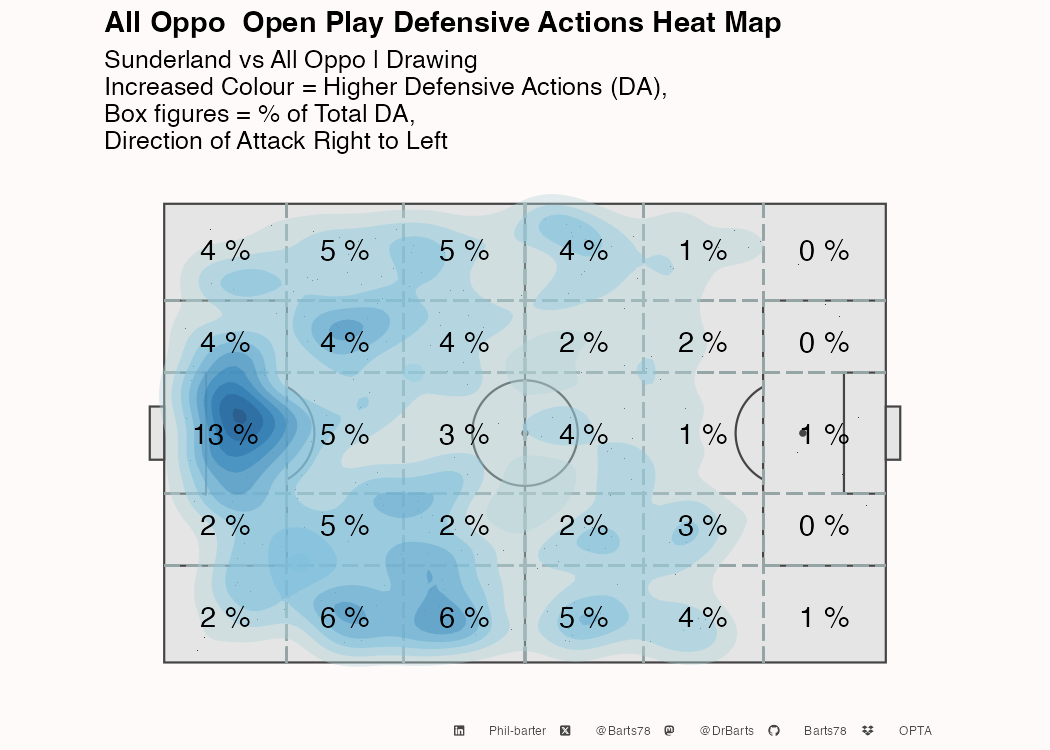 All Oppo  Open Play Defensive Actions Heat Map
Sunderland vs All Oppo | Drawing
Increased Colour = Higher Defensive Actions (DA),
Box figures = % of Total DA,
Direction of Attack Right to Left
4 % 5 % 5 % 4 % 1 % 0 %
4 % 4 % 4 % 2 % 2 % 0 %
13 % 5 % 3 % 4 % 1 % 1 %
2 % 5 % 2 % 2 % 3 % 0 %
2 % 6 % 6 % 5 % 4 % 1 %
Phil-barter @Barts78 @DrBarts Barts78 OPTA